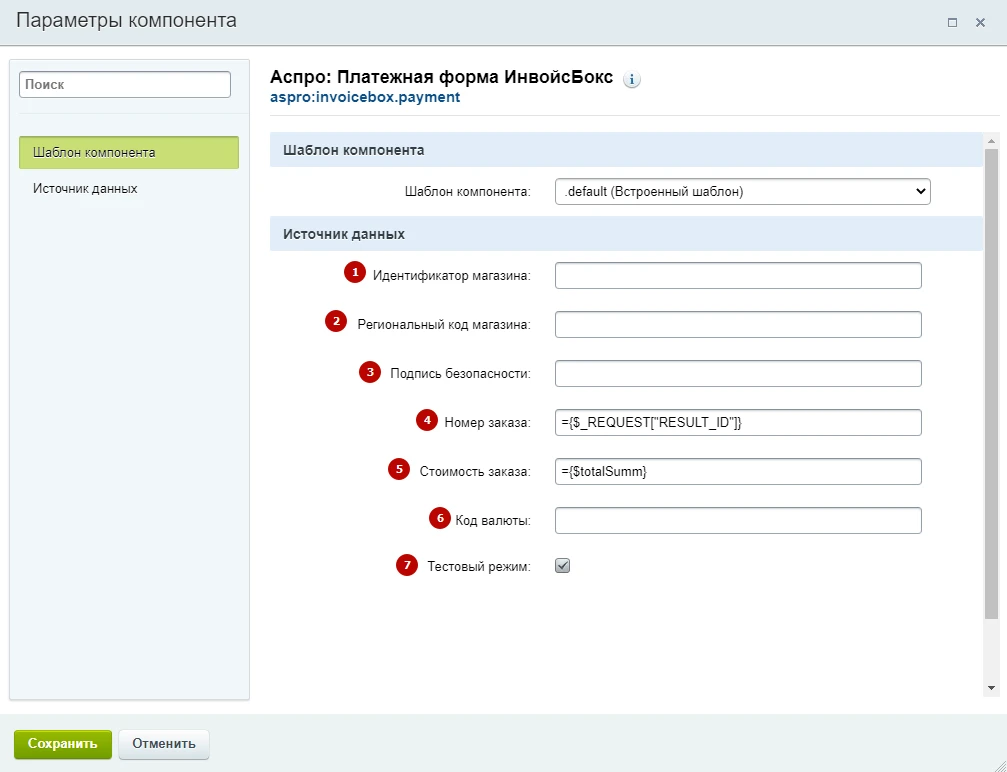 Параметры компонента
Поиск
Шаблон компонента
Источник данных
Аспро: Платежная форма ИнвойсБокс
i
aspro:invoicebox.payment
Шаблон компонента
Шаблон компонента: .default (Встроенный шаблон)
Источник данных
1 Идентификатор магазина:
2 Региональный код магазина:
3 Подпись безопасности:
4 Номер заказа: ={$_REQUEST["RESULT_ID"]}
5 Стоимость заказа: ={$totalSumm}
6 Код валюты:
7 Тестовый режим:
Сохранить Отменить